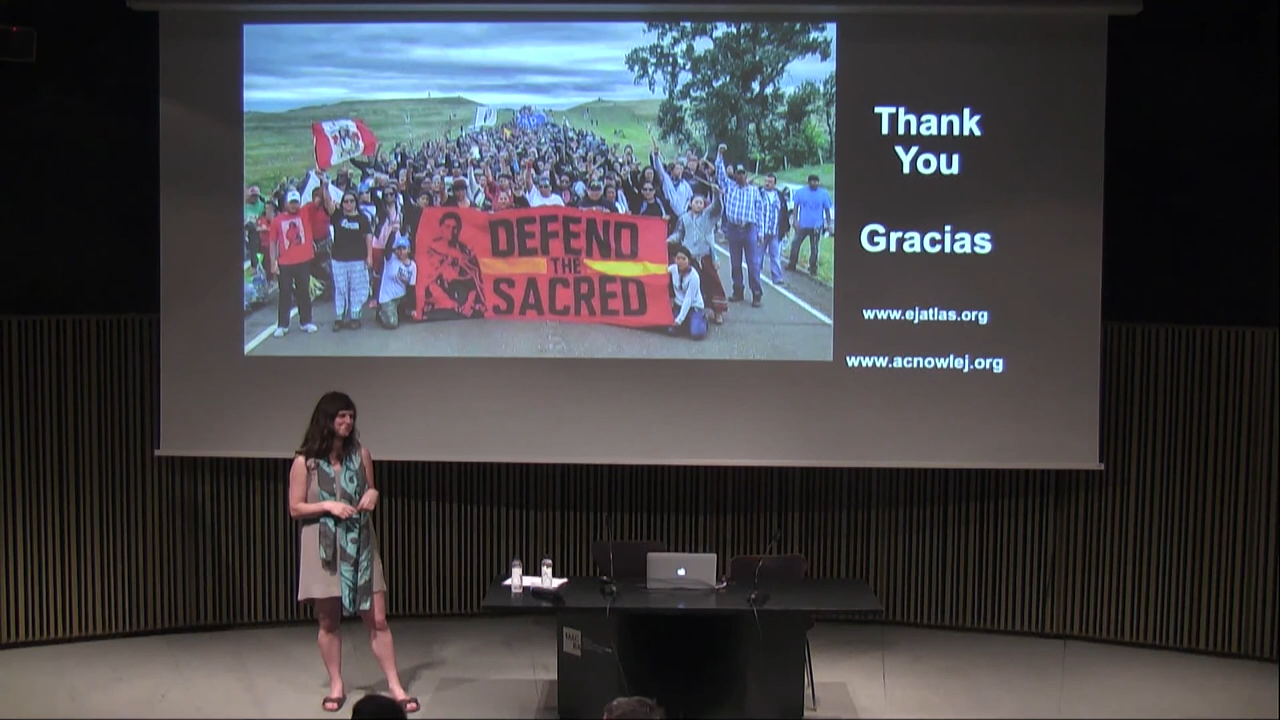 DEFEND
THE
SACRED
Thank
You
Gracias
www.ejatlas.org
www.acnowlej.org